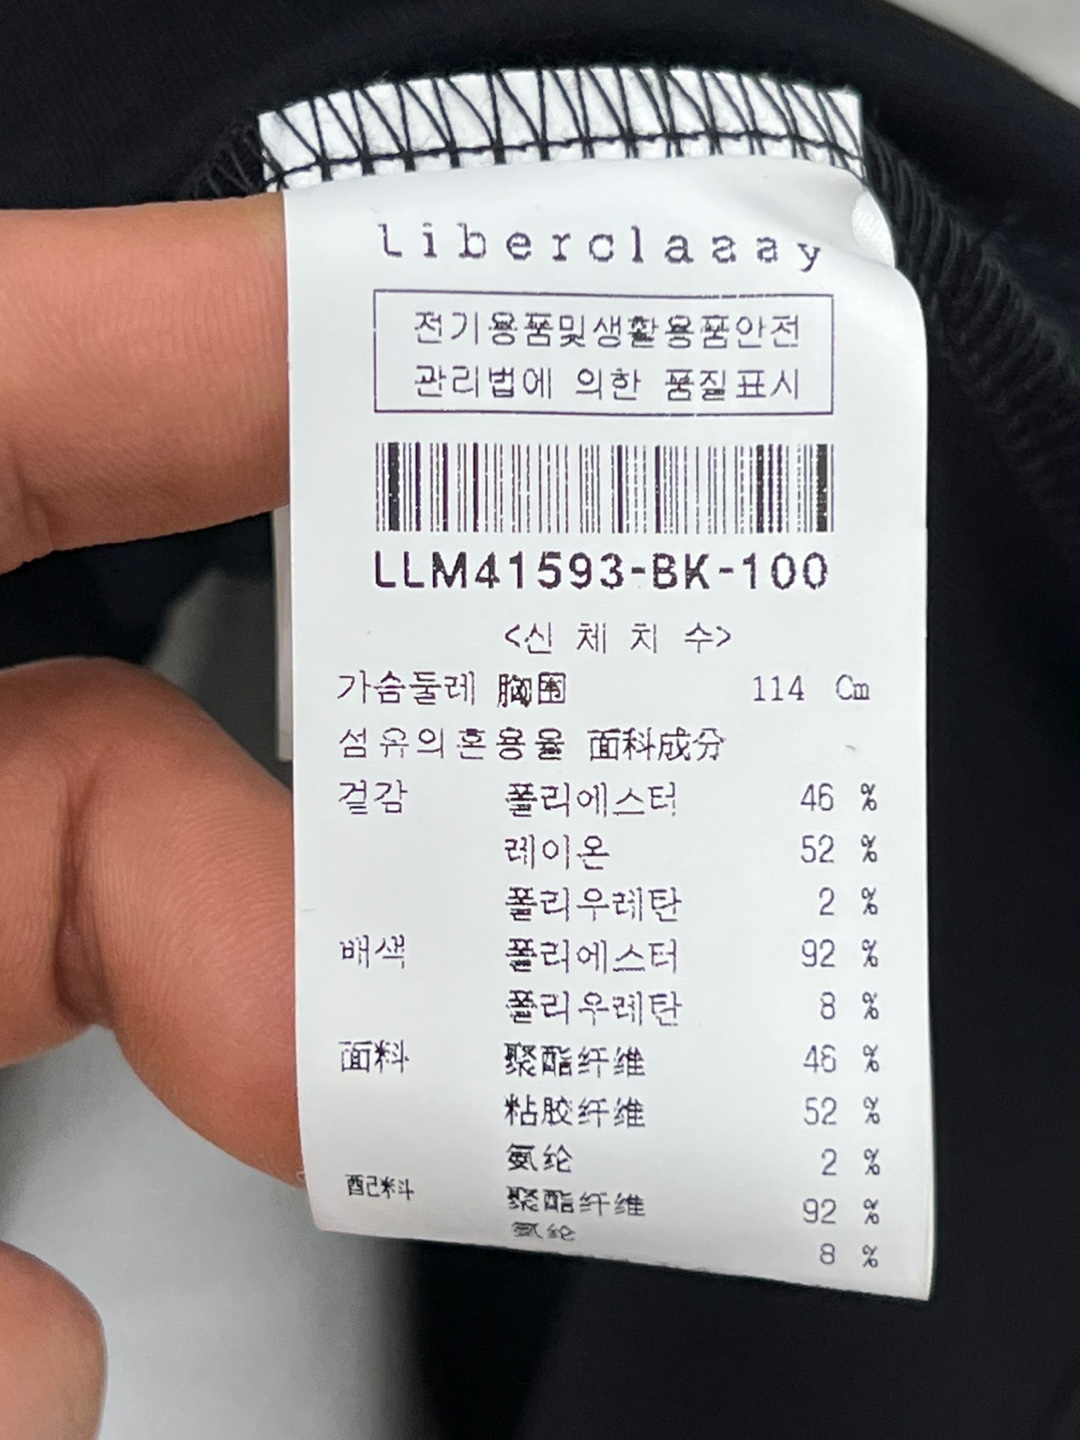 Liberclassy
전기용품및생활용품안전
관리법에 의한 품질표시
LLM41593-BK-100
<신 체 치 수>
가슴둘레 胸围 114 Cm
섬유의혼용율 面料成分
겉감 폴리에스터 46 %
레이온 52 %
폴리우레탄 2 %
배색 폴리에스터 92 %
폴리우레탄 8 %
面料 聚酯纤维 46 %
粘胶纤维 52 %
氨纶 2 %
配料 聚酯纤维 92 %
氨纶 8 %